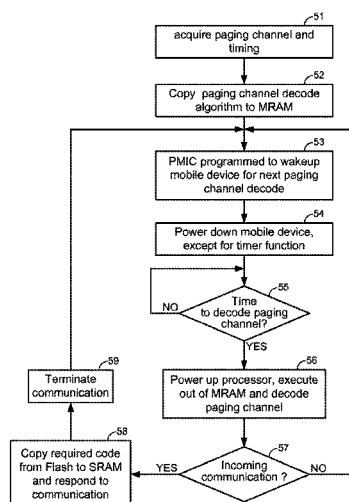 51
acquire paging channel and
timing
52
Copy paging channel decode
algorithm to MRAM
53
PMIC programmed to wakeup
mobile device for next paging
channel decode
54
Power down mobile device,
except for timer function
55
Time
to decode paging
channel?
NO
YES
56
Power up processor, execute
out of MRAM and decode
paging channel
57
Incoming
communication ?
YES
NO
58
Copy required code
from Flash to SRAM
and respond to
communication
59
Terminate
communication